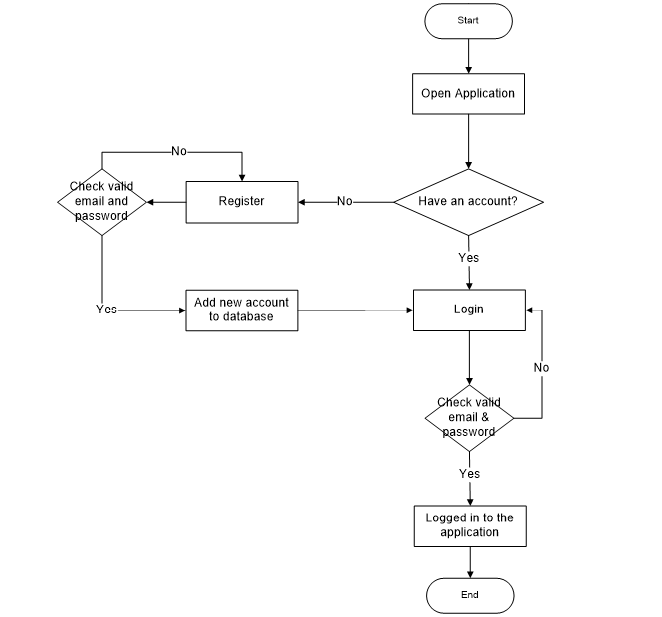 Start
Open Application
No
Check valid
email and
password
Register
No
Have an account?
Yes
Yes
Add new account
to database
Login
No
Check valid
email &
password
Yes
Logged in to the
application
End